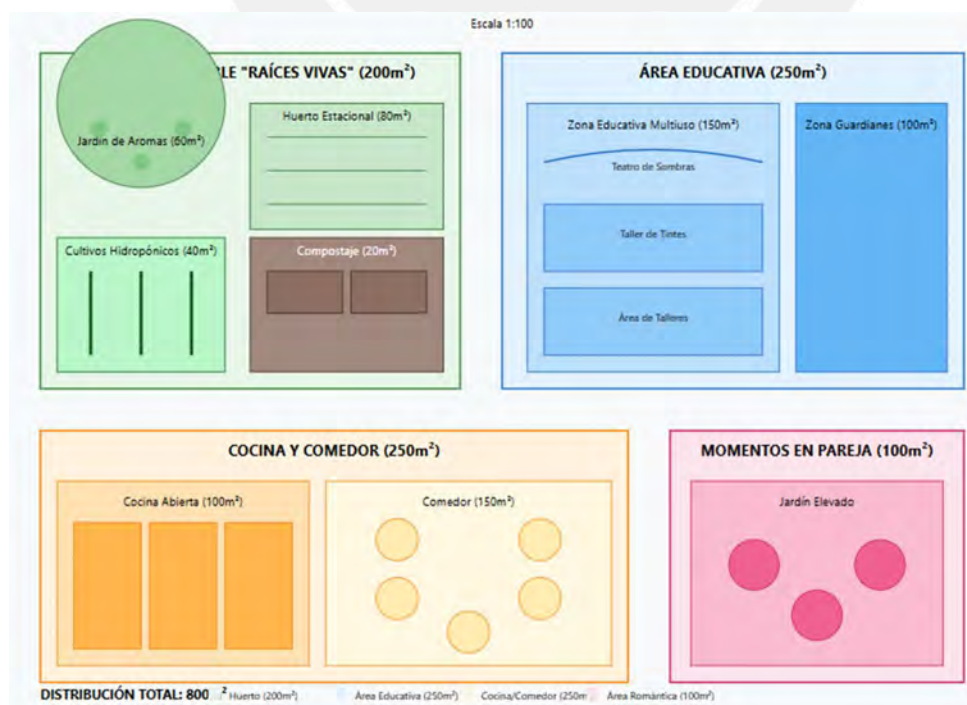 Escala 1:100
LE "RAÍCES VIVAS" (200m²)
Jardín de Aromas (60m²)
Huerto Estacional (80m²)
Cultivos Hidropónicos (40m²)
Compostaje (20m²)
ÁREA EDUCATIVA (250m²)
Zona Educativa Multiuso (150m²)
Teatro de Sombras
Taller de Tintes
Área de Talleres
Zona Guardianes (100m²)
COCINA Y COMEDOR (250m²)
Cocina Abierta (100m²)
Comedor (150m²)
MOMENTOS EN PAREJA (100m²)
Jardín Elevado
DISTRIBUCIÓN TOTAL: 800 ² Huerto (200m²) Área Educativa (250m²) Cocina/Comedor (250m Área Romántica (100m²)